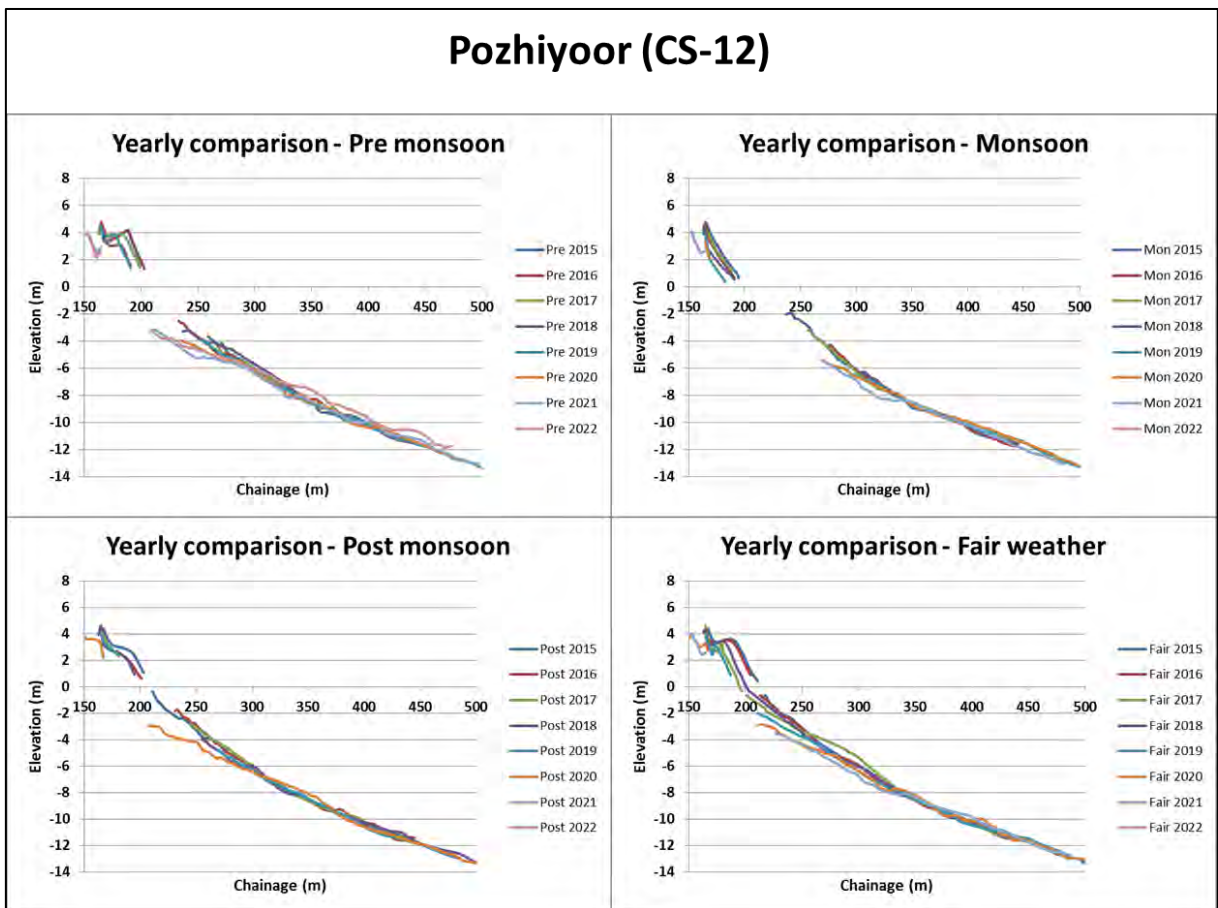 Pozhiyoor (CS-12)
Yearly comparison - Pre monsoon
8
6
4
2
0
-2
-4
-6
-8
-10
-12
-14
150 200 250 300 350 400 450 500
Elevation (m)
Chainage (m)
Pre 2015
Pre 2016
Pre 2017
Pre 2018
Pre 2019
Pre 2020
Pre 2021
Pre 2022
Yearly comparison - Monsoon
8
6
4
2
0
-2
-4
-6
-8
-10
-12
-14
150 200 250 300 350 400 450 500
Elevation (m)
Chainage (m)
Mon 2015
Mon 2016
Mon 2017
Mon 2018
Mon 2019
Mon 2020
Mon 2021
Mon 2022
Yearly comparison - Post monsoon
8
6
4
2
0
-2
-4
-6
-8
-10
-12
-14
150 200 250 300 350 400 450 500
Elevation (m)
Chainage (m)
Post 2015
Post 2016
Post 2017
Post 2018
Post 2019
Post 2020
Post 2021
Post 2022
Yearly comparison - Fair weather
8
6
4
2
0
-2
-4
-6
-8
-10
-12
-14
150 200 250 300 350 400 450 500
Elevation (m)
Chainage (m)
Fair 2015
Fair 2016
Fair 2017
Fair 2018
Fair 2019
Fair 2020
Fair 2021
Fair 2022